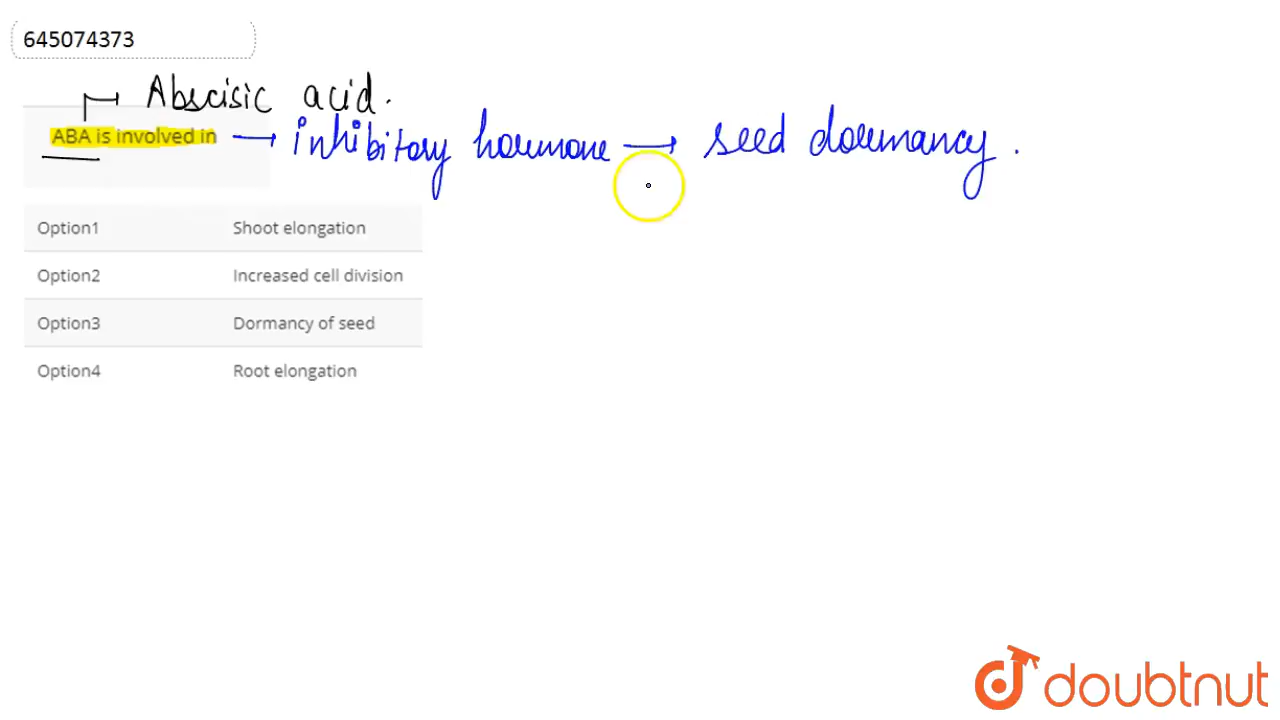 645074373
Abscisic acid.
ABA is involved in → inhibitory hormone → seed dormancy.
Option1 Shoot elongation
Option2 Increased cell division
Option3 Dormancy of seed
Option4 Root elongation
doubtnut